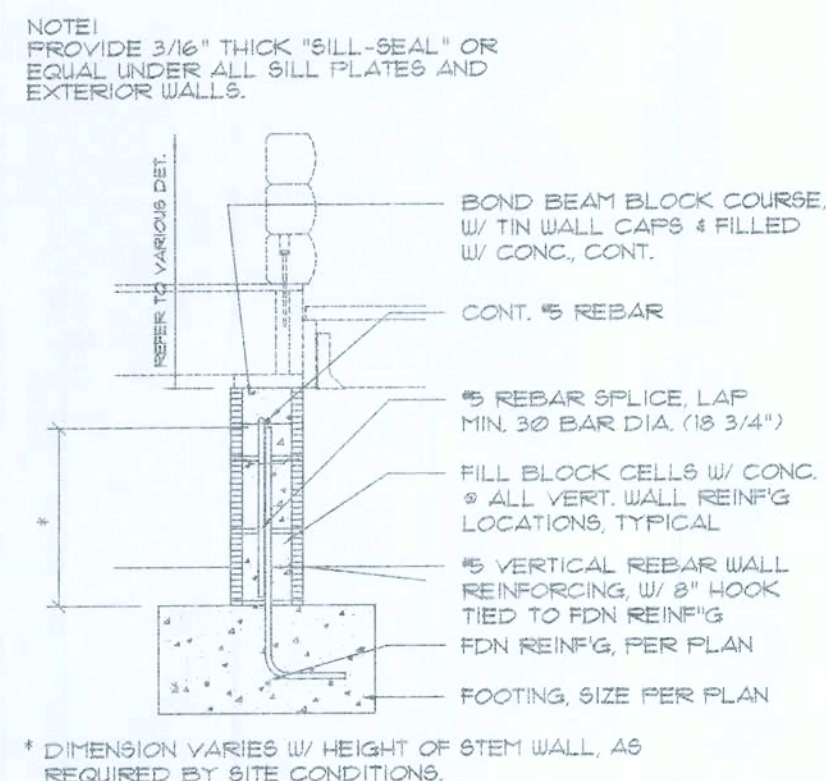 NOTE!
PROVIDE 3/16" THICK "SILL-SEAL" OR
EQUAL UNDER ALL SILL PLATES AND
EXTERIOR WALLS.
REFER TO VARIOUS DET.
BOND BEAM BLOCK COURSE,
W/ TIN WALL CAPS & FILLED
W/ CONC., CONT.
CONT. #5 REBAR
#5 REBAR SPLICE, LAP
MIN. 30 BAR DIA. (18 3/4")
FILL BLOCK CELLS W/ CONC.
@ ALL VERT. WALL REINF'G
LOCATIONS, TYPICAL
*
#5 VERTICAL REBAR WALL
REINFORCING, W/ 8" HOOK
TIED TO FDN REINF"G
FDN REINF'G, PER PLAN
FOOTING, SIZE PER PLAN
* DIMENSION VARIES W/ HEIGHT OF STEM WALL, AS
REQUIRED BY SITE CONDITIONS.